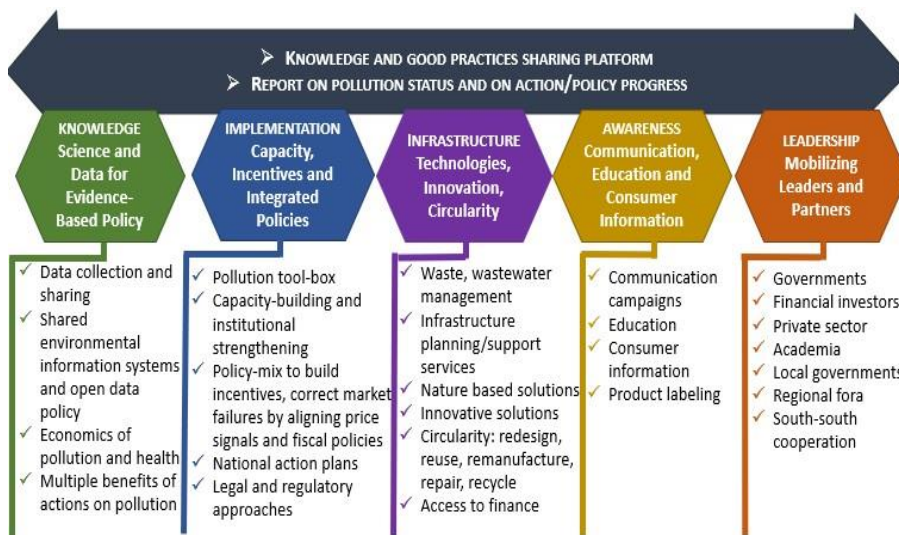 ➢ KNOWLEDGE AND GOOD PRACTICES SHARING PLATFORM
➢ REPORT ON POLLUTION STATUS AND ON ACTION/POLICY PROGRESS
KNOWLEDGE
Science and
Data for
Evidence-
Based Policy
✓ Data collection and
sharing
✓ Shared
environmental
information systems
and open data
policy
✓ Economics of
pollution and health
✓ Multiple benefits of
actions on pollution
IMPLEMENTATION
Capacity,
Incentives and
Integrated
Policies
✓ Pollution tool-box
✓ Capacity-building and
institutional
strengthening
✓ Policy-mix to build
incentives, correct market
failures by aligning price
signals and fiscal policies
✓ National action plans
✓ Legal and regulatory
approaches
INFRASTRUCTURE
Technologies,
Innovation,
Circularity
✓ Waste, wastewater
management
✓ Infrastructure
planning/support
services
✓ Nature based solutions
✓ Innovative solutions
✓ Circularity: redesign,
reuse, remanufacture,
repair, recycle
✓ Access to finance
AWARENESS
Communication,
Education and
Consumer
Information
✓ Communication
campaigns
✓ Education
✓ Consumer
information
✓ Product labeling
LEADERSHIP
Mobilizing
Leaders and
Partners
✓ Governments
✓ Financial investors
✓ Private sector
✓ Academia
✓ Local governments
✓ Regional fora
✓ South-south
cooperation